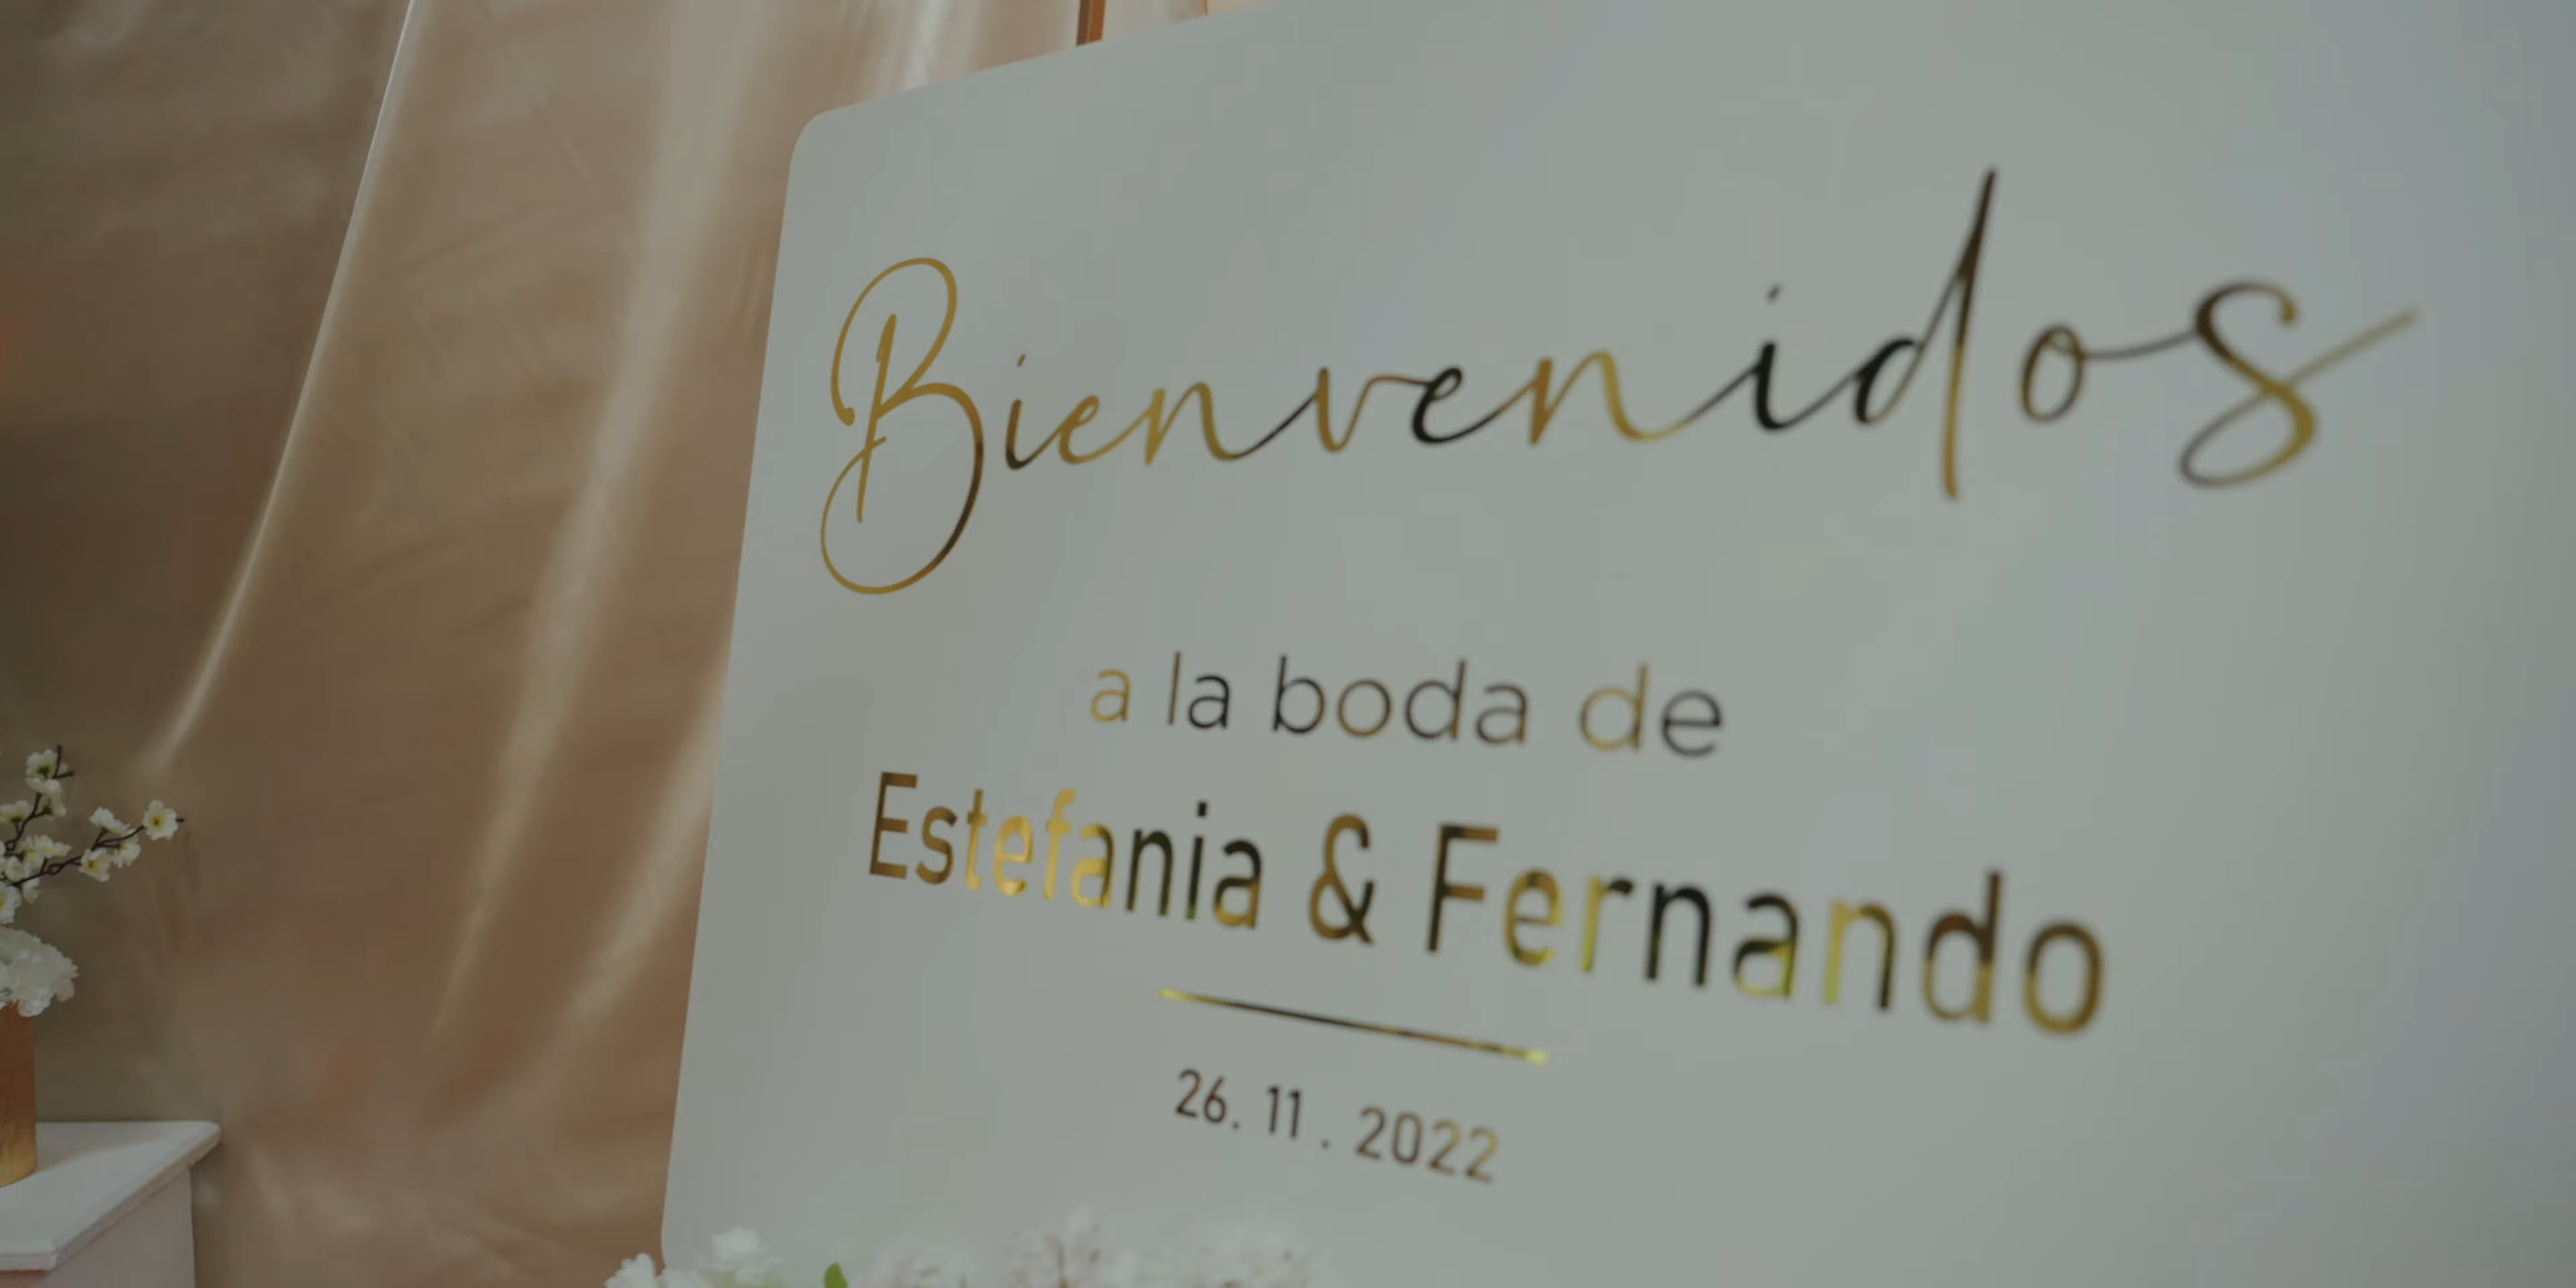 Bienvenidos
a la boda de
Estefania & Fernando
26. 11 . 2022